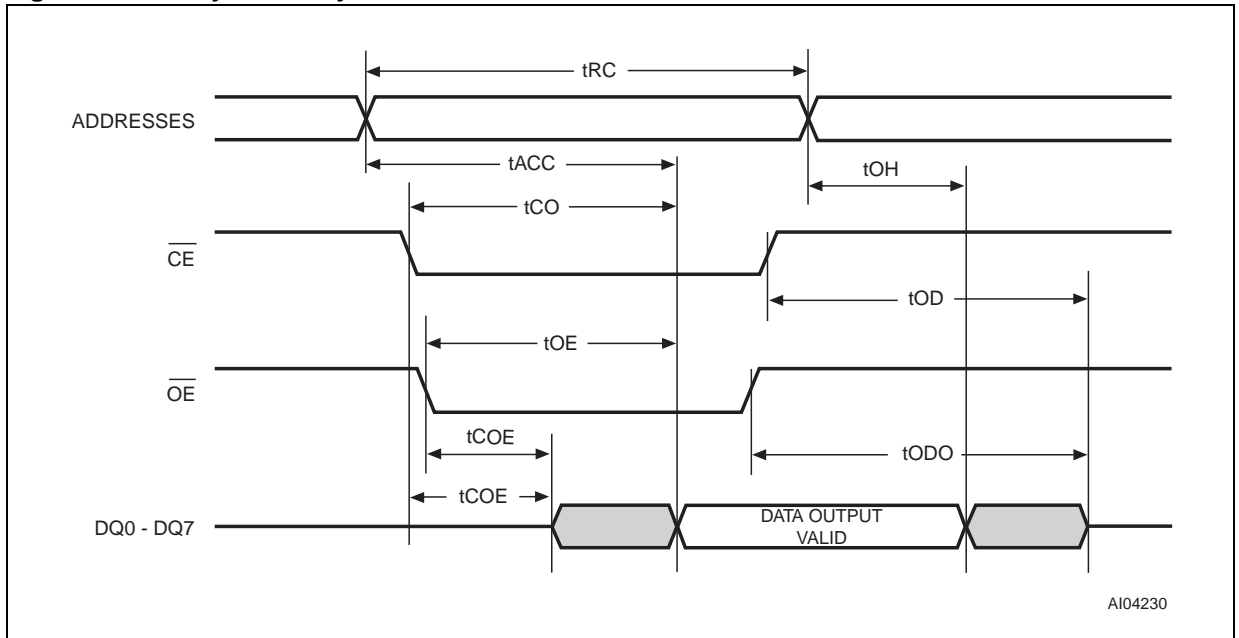 tRC
ADDRESSES
tACC
tOH
tCO
CE
tOD
tOE
OE
tCOE
tODO
tCOE
DQ0 - DQ7
DATA OUTPUT
VALID
AI04230